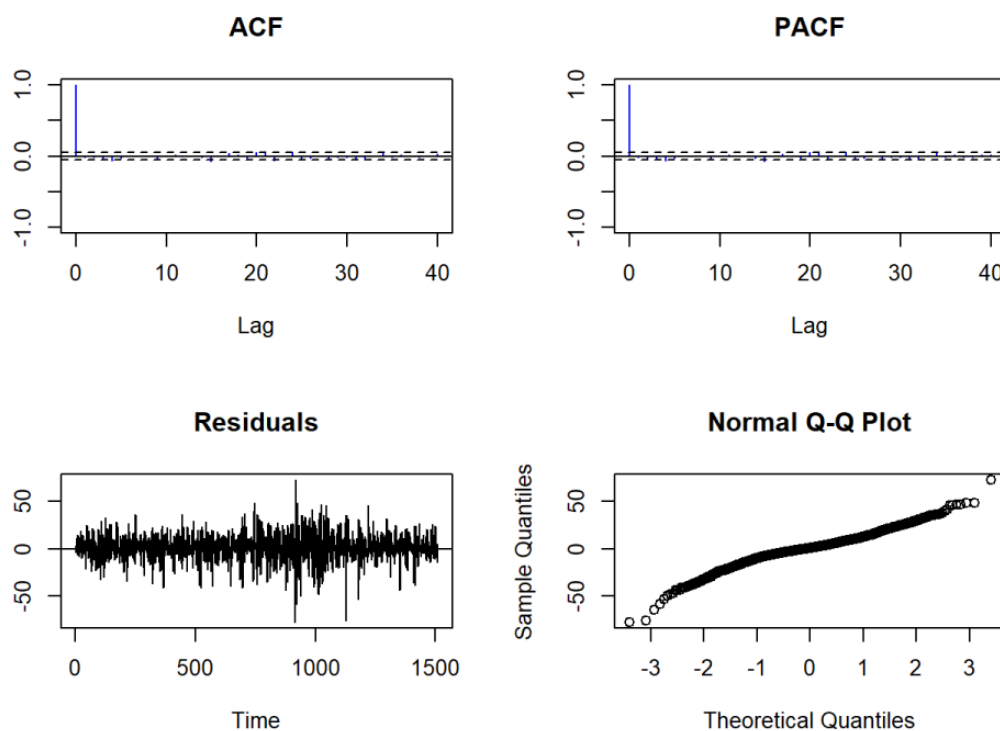 ACF
1.0
0.0
-1.0
0 10 20 30 40
Lag
PACF
1.0
0.0
-1.0
0 10 20 30 40
Lag
Residuals
50
0
-50
0 500 1000 1500
Time
Normal Q-Q Plot
Sample Quantiles
50
0
-50
-3 -2 -1 0 1 2 3
Theoretical Quantiles